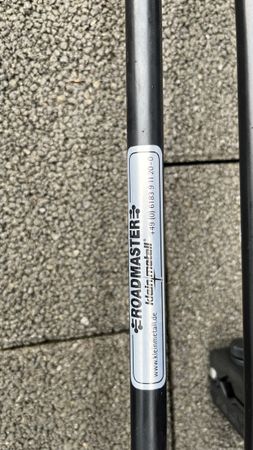 ROADMASTER®
kleinmetall
+49 (0) 6183.9 11 20-0
www.kleinmetall.de